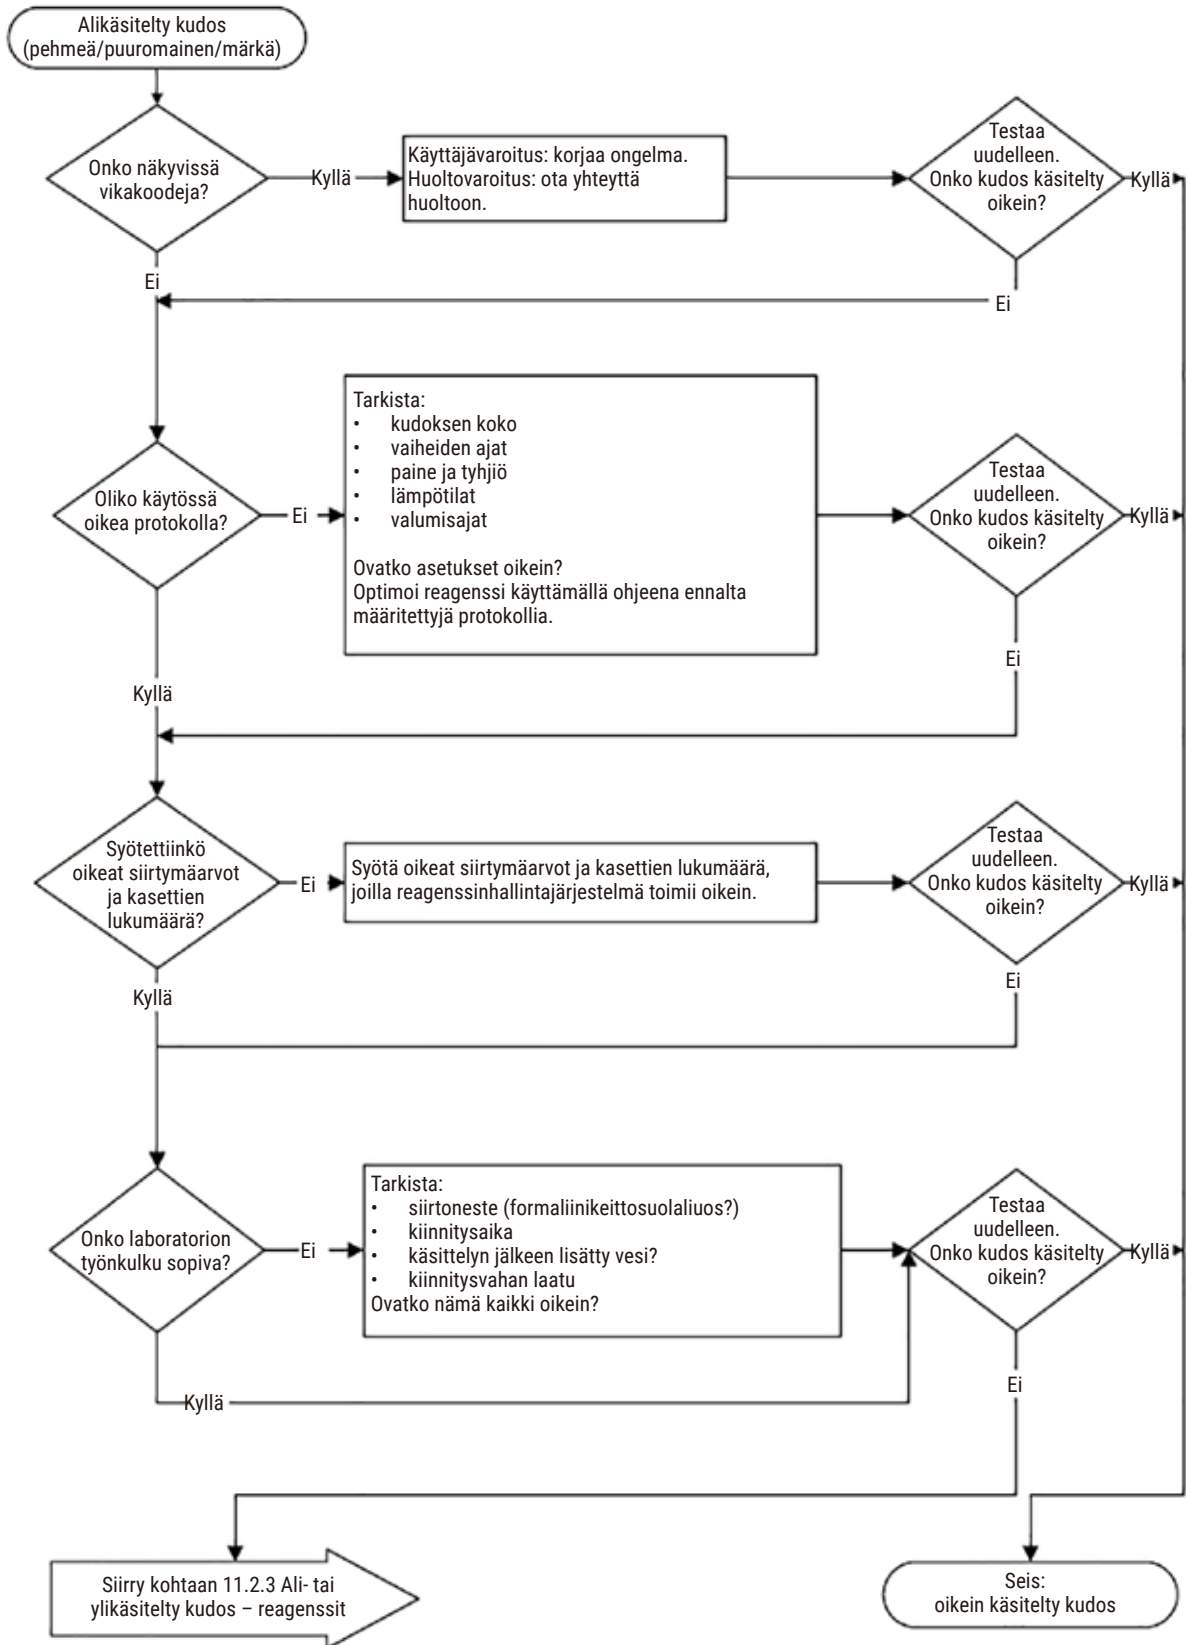 Alikäsitelty kudos
(pehmeä/puuromainen/märkä)
Onko näkyvissä
vikakoodeja?
Kyllä
Käyttäjävaroitus: korjaa ongelma.
Huoltovaroitus: ota yhteyttä
huoltoon.
Testaa
uudelleen.
Onko kudos käsitelty
oikein?
Kyllä
Ei
Ei
Oliko käytössä
oikea protokolla?
Ei
Tarkista:
• kudoksen koko
• vaiheiden ajat
• paine ja tyhjiö
• lämpötilat
• valumisajat
Ovatko asetukset oikein?
Optimoi reagenssi käyttämällä ohjeena ennalta
määritettyjä protokollia.
Testaa
uudelleen.
Onko kudos käsitelty
oikein?
Kyllä
Ei
Kyllä
Syötettiinkö
oikeat siirtymäarvot
ja kasettien
lukumäärä?
Ei
Syötä oikeat siirtymäarvot ja kasettien lukumäärä,
joilla reagenssinhallintajärjestelmä toimii oikein.
Testaa
uudelleen.
Onko kudos käsitelty
oikein?
Kyllä
Ei
Kyllä
Onko laboratorion
työnkulku sopiva?
Ei
Tarkista:
• siirtoneste (formaliinikeittosuolaliuos?)
• kiinnitysaika
• käsittelyn jälkeen lisätty vesi?
• kiinnitysvahan laatu
Ovatko nämä kaikki oikein?
Testaa
uudelleen.
Onko kudos käsitelty
oikein?
Kyllä
Ei
Kyllä
Siirry kohtaan 11.2.3 Ali- tai
ylikäsitelty kudos – reagenssit
Seis:
oikein käsitelty kudos